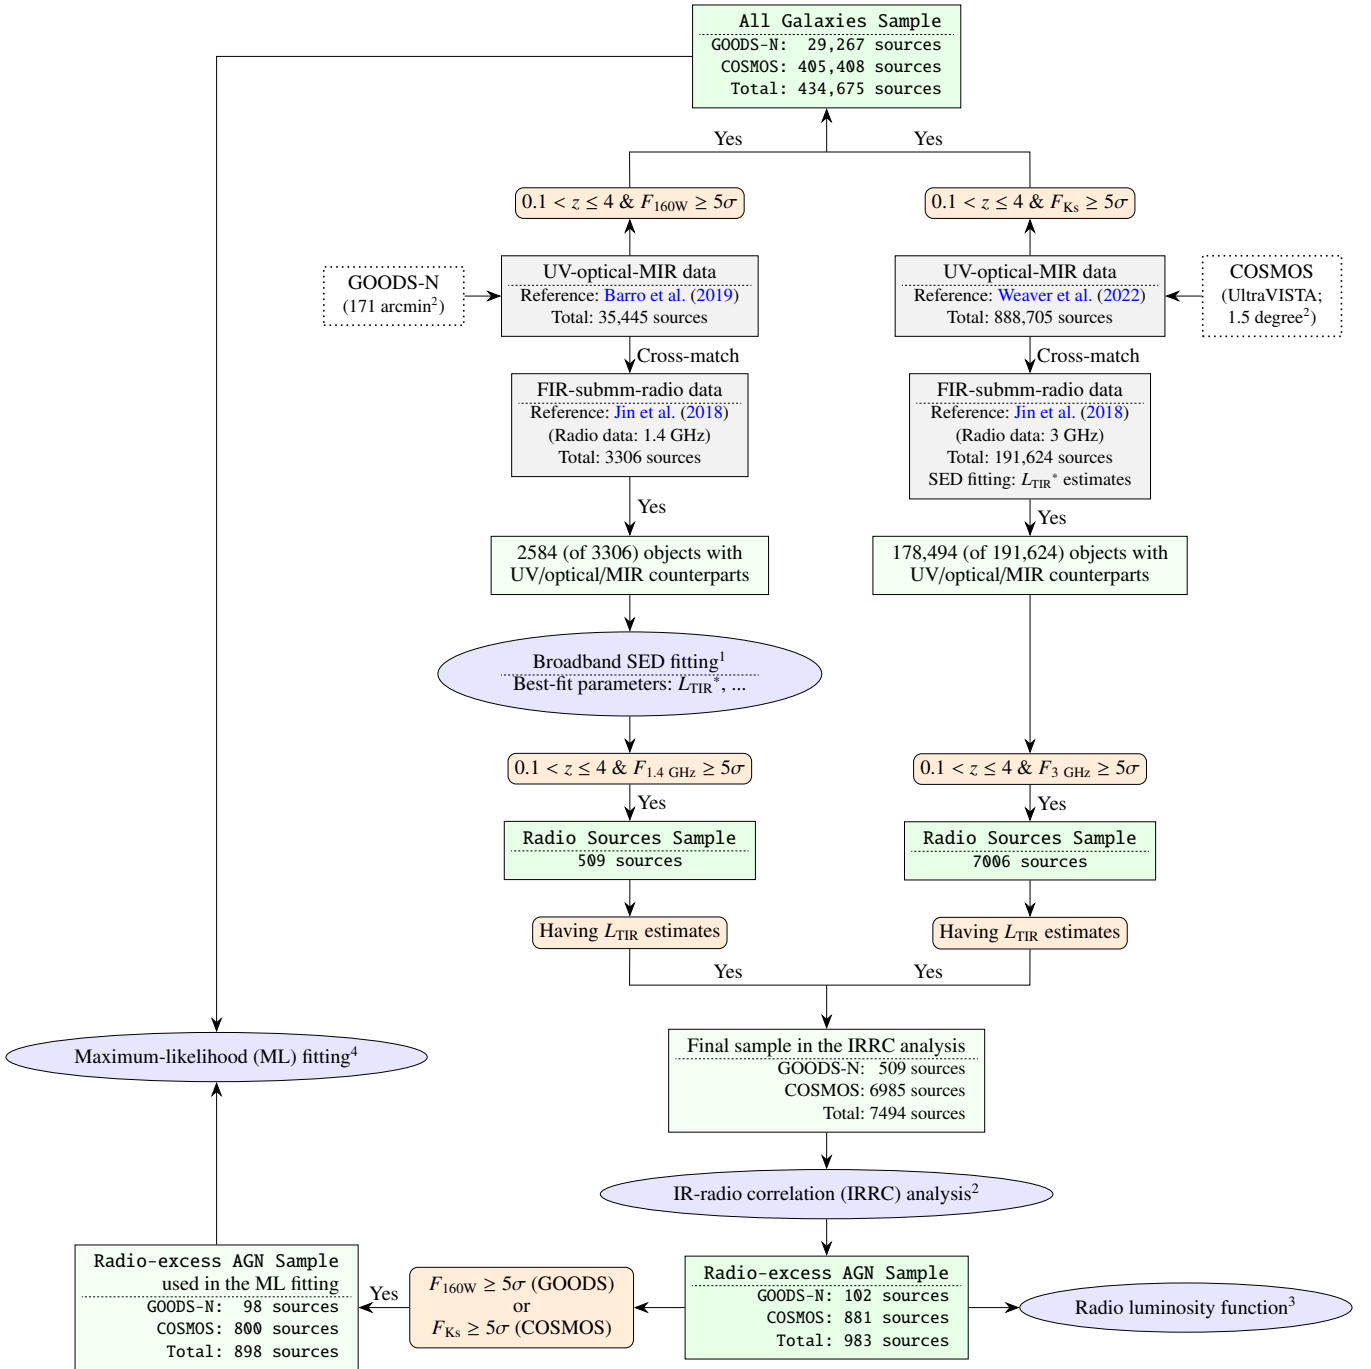 All Galaxies Sample
GOODS-N: 29,267 sources
COSMOS: 405,408 sources
Total: 434,675 sources
Yes
Yes
0.1 < z ≤ 4 & F160W ≥ 5σ
0.1 < z ≤ 4 & FKs ≥ 5σ
GOODS-N
(171 arcmin²)
UV-optical-MIR data
Reference: Barro et al. (2019)
Total: 35,445 sources
UV-optical-MIR data
Reference: Weaver et al. (2022)
Total: 888,705 sources
COSMOS
(UltraVISTA;
1.5 degree²)
Cross-match
Cross-match
FIR-submm-radio data
Reference: Jin et al. (2018)
(Radio data: 1.4 GHz)
Total: 3306 sources
FIR-submm-radio data
Reference: Jin et al. (2018)
(Radio data: 3 GHz)
Total: 191,624 sources
SED fitting: LTIR* estimates
Yes
Yes
2584 (of 3306) objects with
UV/optical/MIR counterparts
178,494 (of 191,624) objects with
UV/optical/MIR counterparts
Broadband SED fitting¹
Best-fit parameters: LTIR*, ...
0.1 < z ≤ 4 & F1.4 GHz ≥ 5σ
0.1 < z ≤ 4 & F3 GHz ≥ 5σ
Yes
Yes
Radio Sources Sample
509 sources
Radio Sources Sample
7006 sources
Having LTIR estimates
Having LTIR estimates
Yes
Yes
Maximum-likelihood (ML) fitting⁴
Final sample in the IRRC analysis
GOODS-N: 509 sources
COSMOS: 6985 sources
Total: 7494 sources
IR-radio correlation (IRRC) analysis²
Radio-excess AGN Sample
used in the ML fitting
GOODS-N: 98 sources
COSMOS: 800 sources
Total: 898 sources
Yes
F160W ≥ 5σ (GOODS)
or
FKs ≥ 5σ (COSMOS)
Radio-excess AGN Sample
GOODS-N: 102 sources
COSMOS: 881 sources
Total: 983 sources
Radio luminosity function³